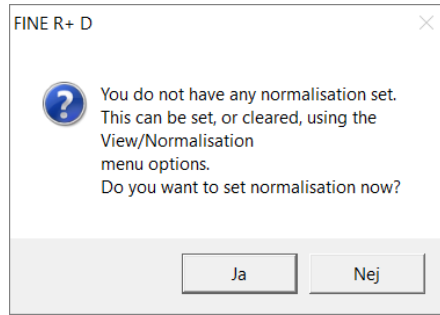 FINE R+ D
You do not have any normalisation set.
This can be set, or cleared, using the
View/Normalisation
menu options.
Do you want to set normalisation now?
Ja
Nej